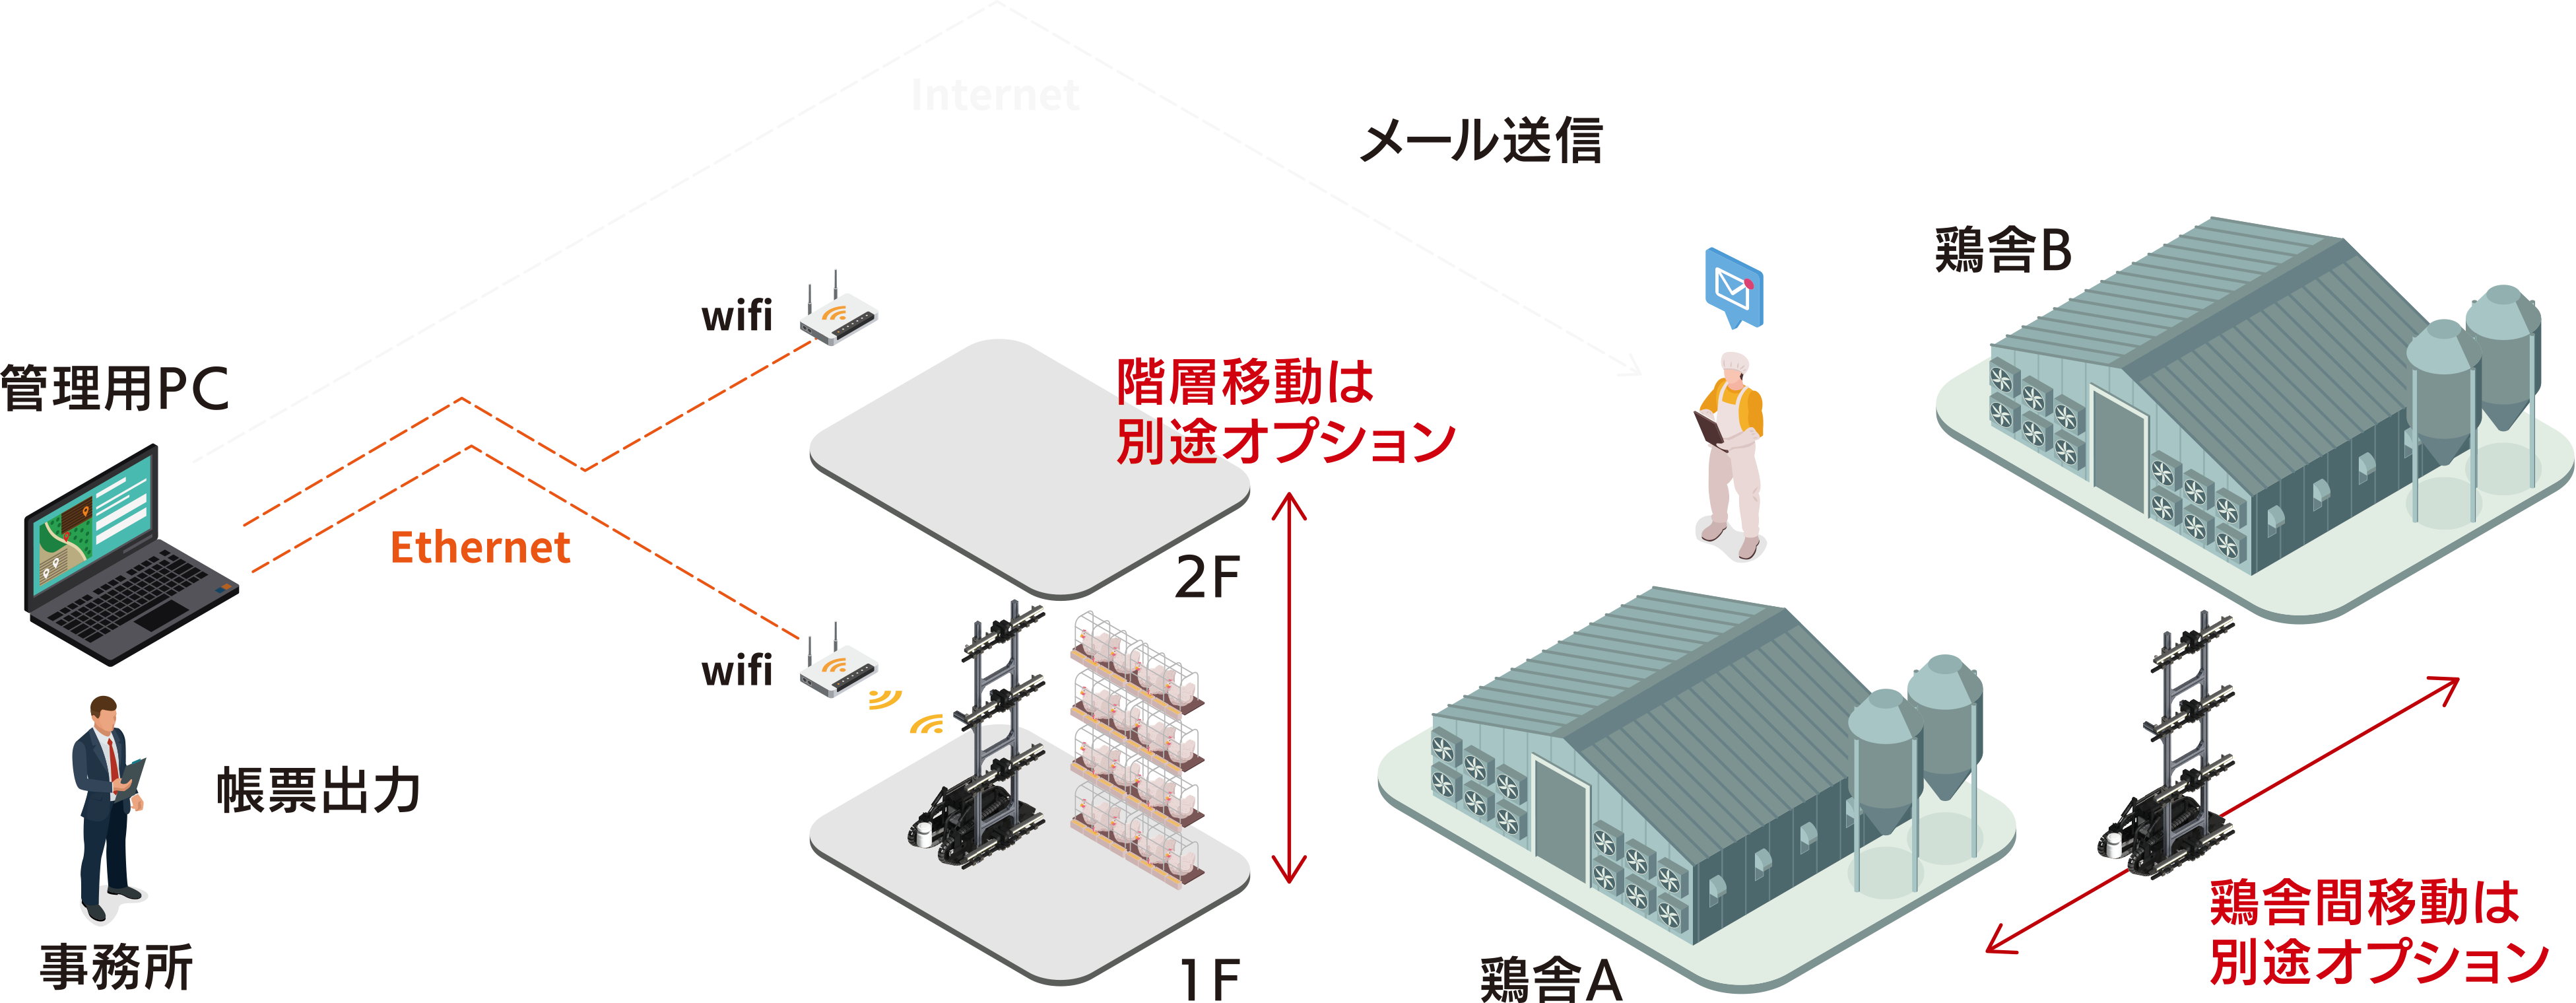 Internet
メール送信
鶏舎B
wifi
管理用PC
階層移動は
別途オプション
Ethernet
2F
wifi
帳票出力
事務所
1F
鶏舎A
鶏舎間移動は
別途オプション